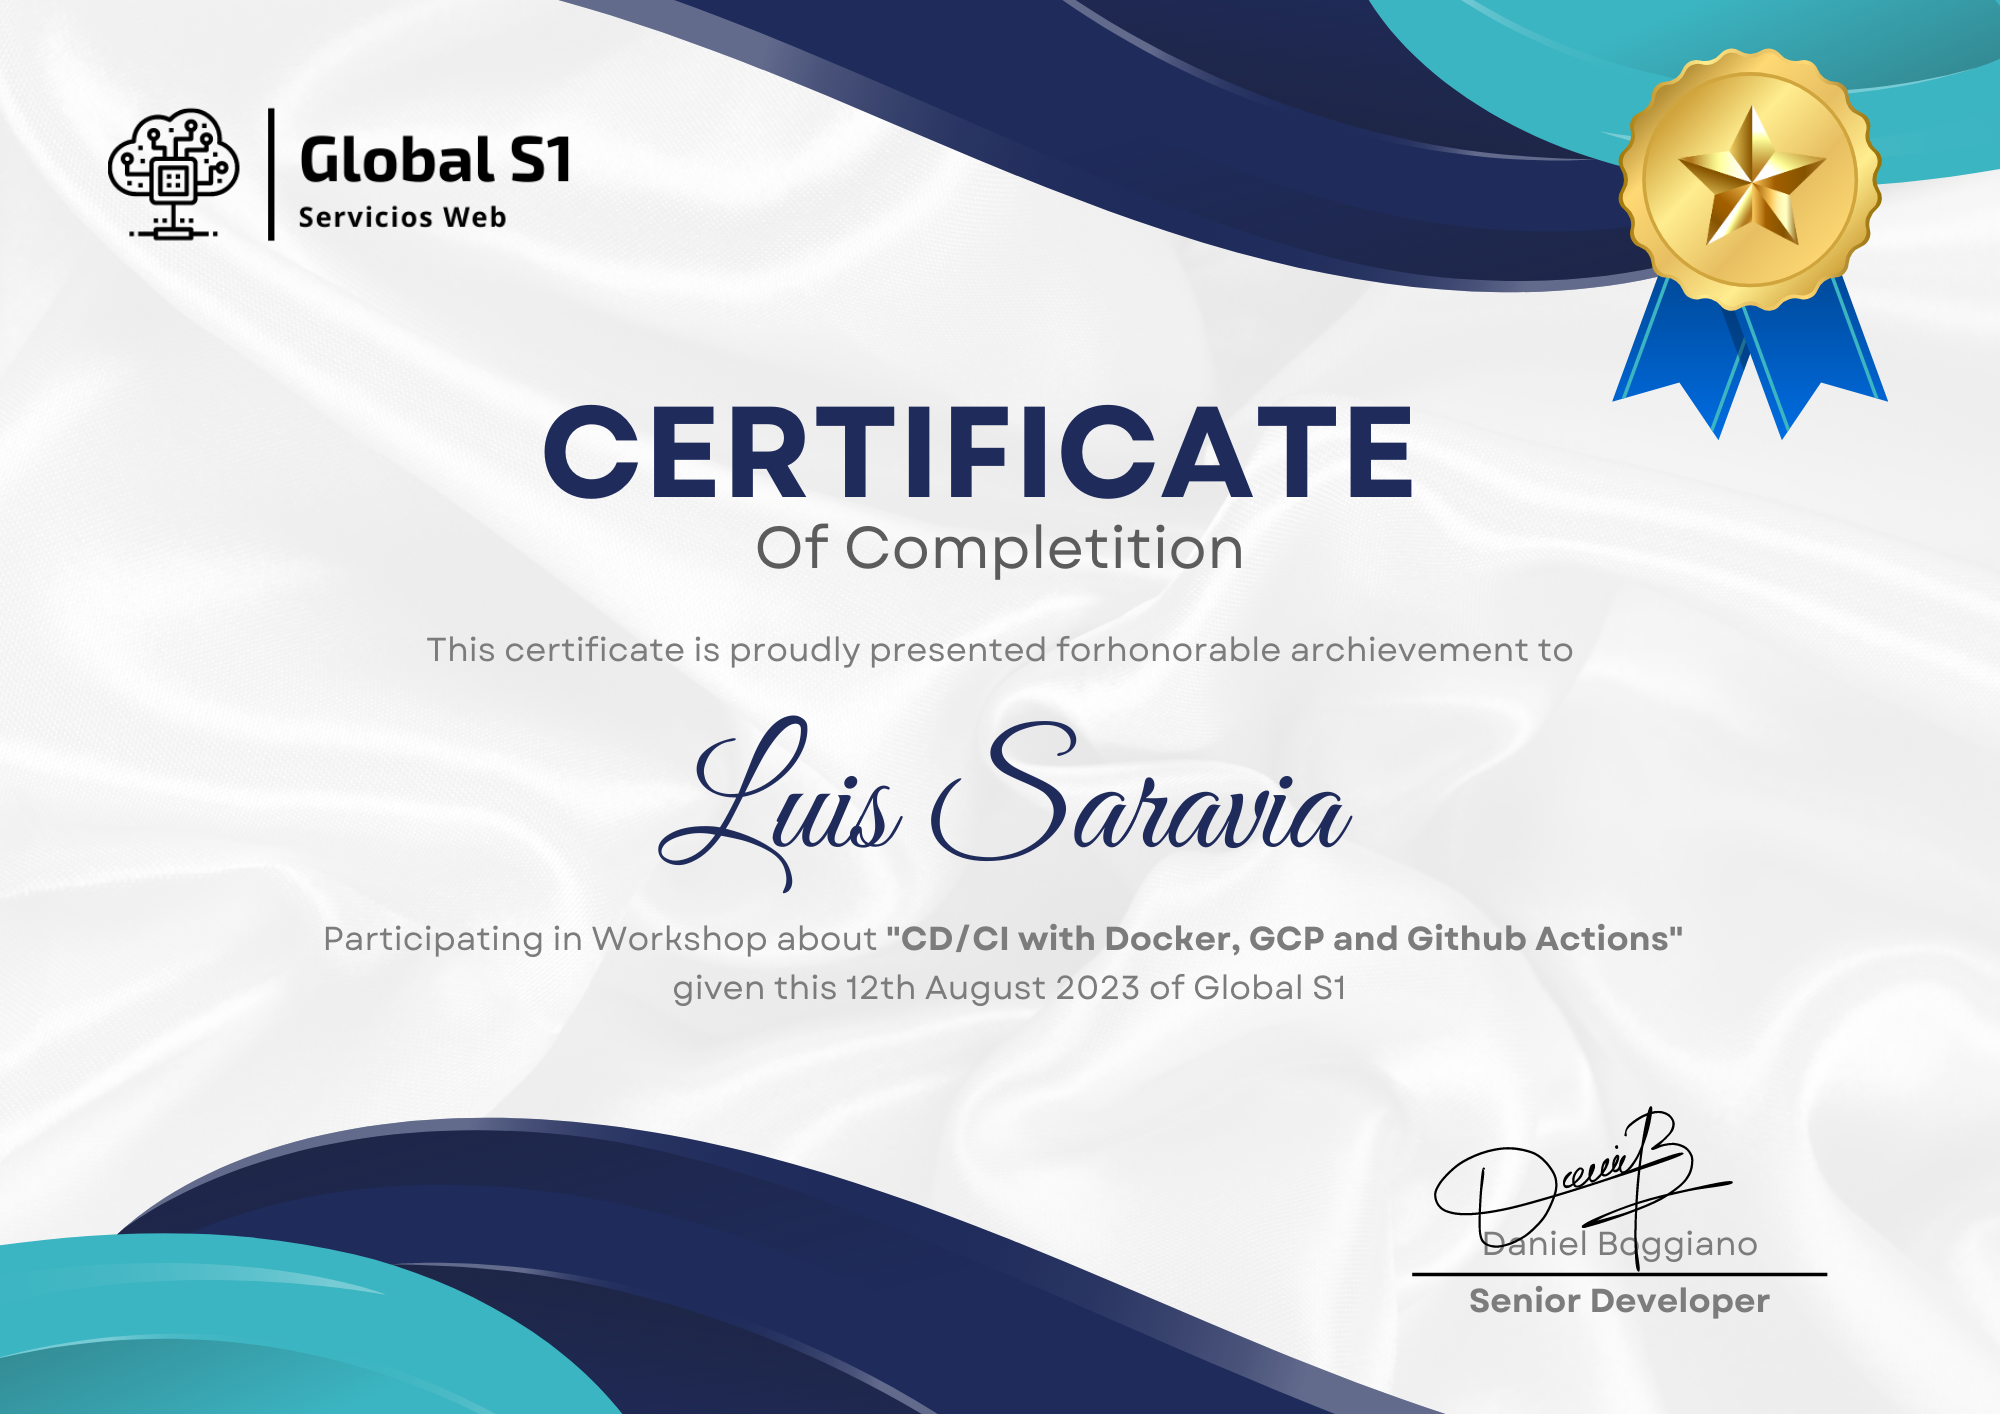 Global S1
Servicios Web
CERTIFICATE
Of Completition
This certificate is proudly presented forhonorable archievement to
Luis Saravia
Participating in Workshop about "CD/CI with Docker, GCP and Github Actions"
given this 12th August 2023 of Global S1
Daniel Boggiano
Senior Developer